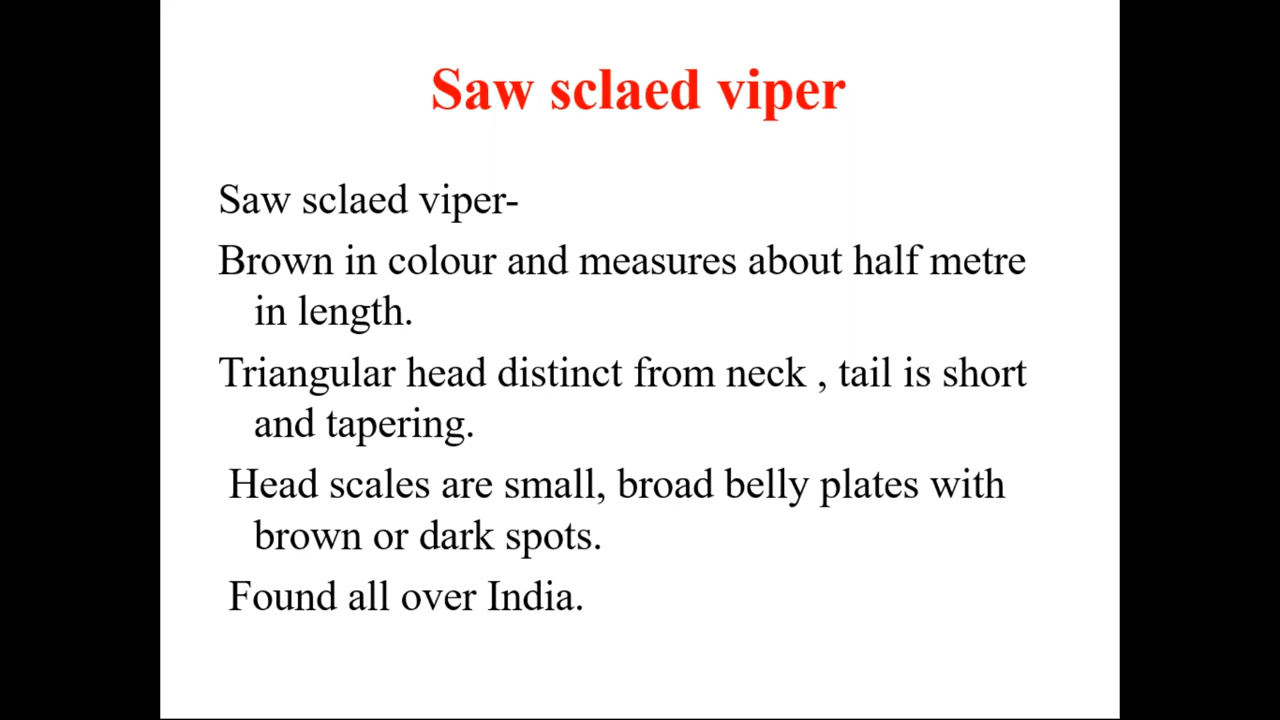 Saw sclaed viper
Saw sclaed viper-
Brown in colour and measures about half metre
in length.
Triangular head distinct from neck , tail is short
and tapering.
Head scales are small, broad belly plates with
brown or dark spots.
Found all over India.